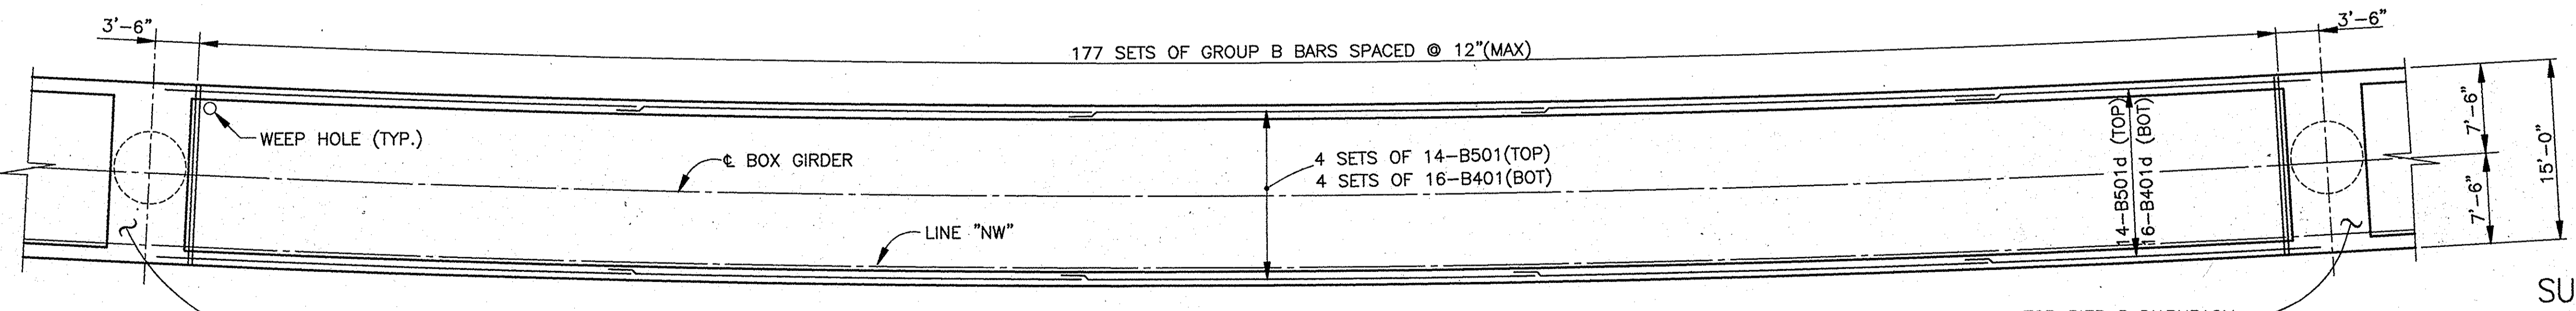 3'-6"
177 SETS OF GROUP B BARS SPACED @ 12"(MAX)
3'-6"
WEEP HOLE (TYP.)
℄ BOX GIRDER
4 SETS OF 14-B501(TOP)
4 SETS OF 16-B401(BOT)
14-B501d (TOP)
16-B401d (BOT)
7'-6"
7'-6"
15'-0"
LINE "NW"
SU